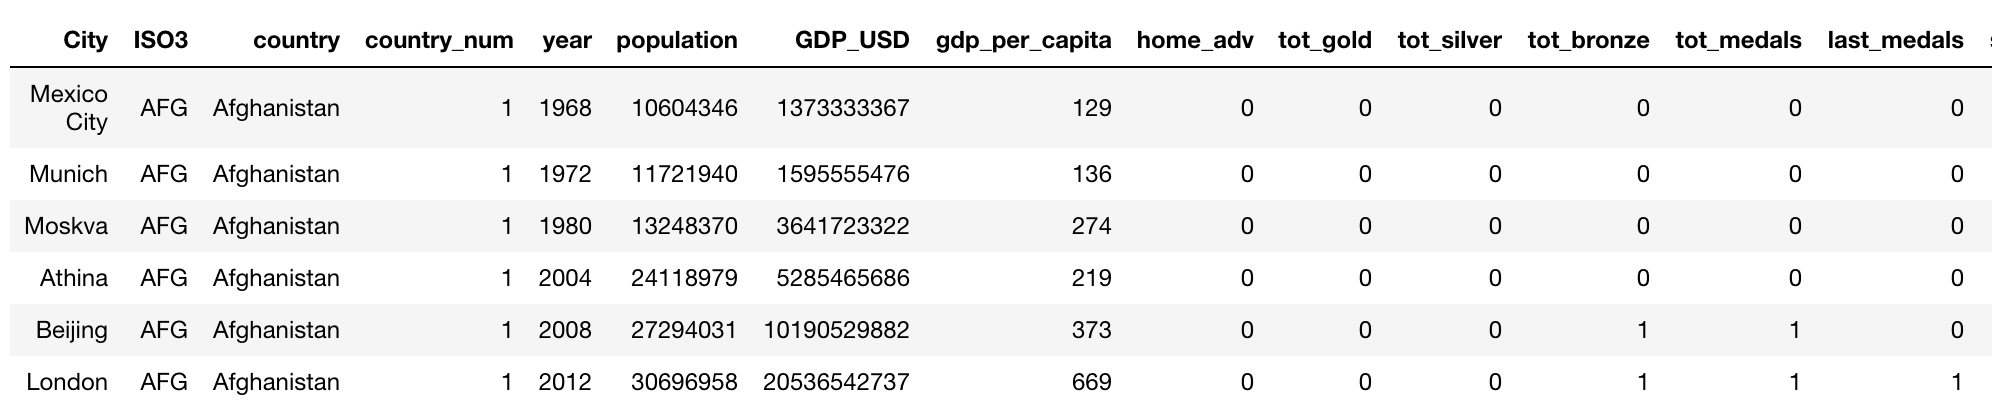 City ISO3 country country_num year population GDP_USD gdp_per_capita home_adv tot_gold tot_silver tot_bronze tot_medals last_medals
Mexico City AFG Afghanistan 1 1968 10604346 1373333367 129 0 0 0 0 0 0
Munich AFG Afghanistan 1 1972 11721940 1595555476 136 0 0 0 0 0 0
Moskva AFG Afghanistan 1 1980 13248370 3641723322 274 0 0 0 0 0 0
Athina AFG Afghanistan 1 2004 24118979 5285465686 219 0 0 0 0 0 0
Beijing AFG Afghanistan 1 2008 27294031 10190529882 373 0 0 0 1 1 0
London AFG Afghanistan 1 2012 30696958 20536542737 669 0 0 0 1 1 1